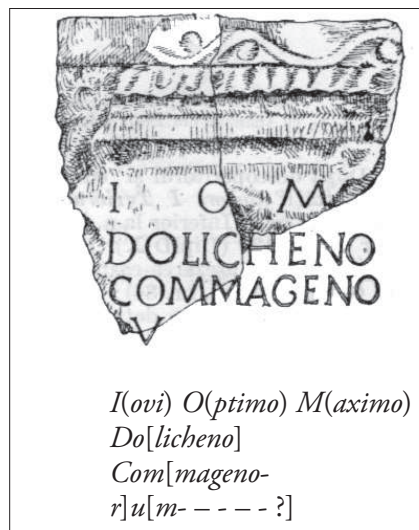 I O M
DOLICHENO
COMMAGENO
V
I(ovi) O(ptimo) M(aximo)
Do[licheno]
Com[mageno-
r]u[m- – - – - ?]